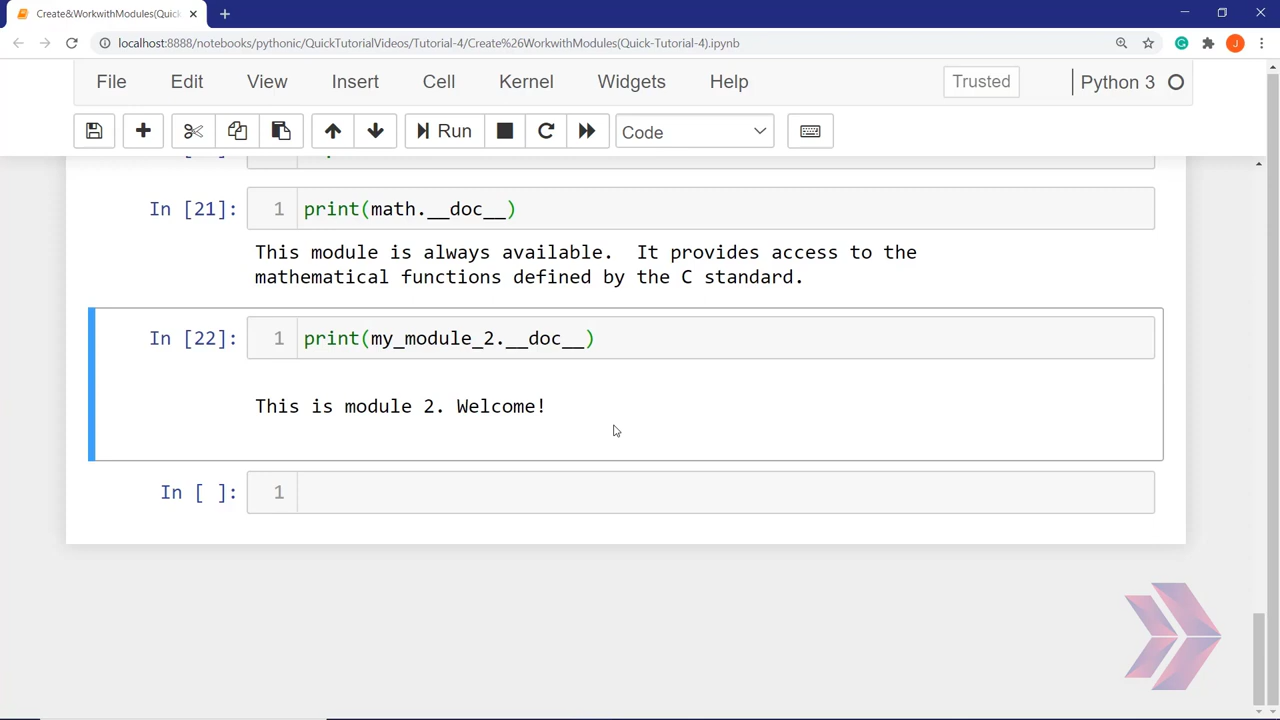 Create&WorkwithModules(Quick
localhost:8888/notebooks/pythonic/QuickTutorialVideos/Tutorial-4/Create%26WorkwithModules(Quick-Tutorial-4).ipynb
J
File Edit View Insert Cell Kernel Widgets Help Trusted Python 3
Run Code
In [21]: 1 print(math.__doc__)
This module is always available.  It provides access to the
mathematical functions defined by the C standard.
In [22]: 1 print(my_module_2.__doc__)
This is module 2. Welcome!
In [ ]: 1